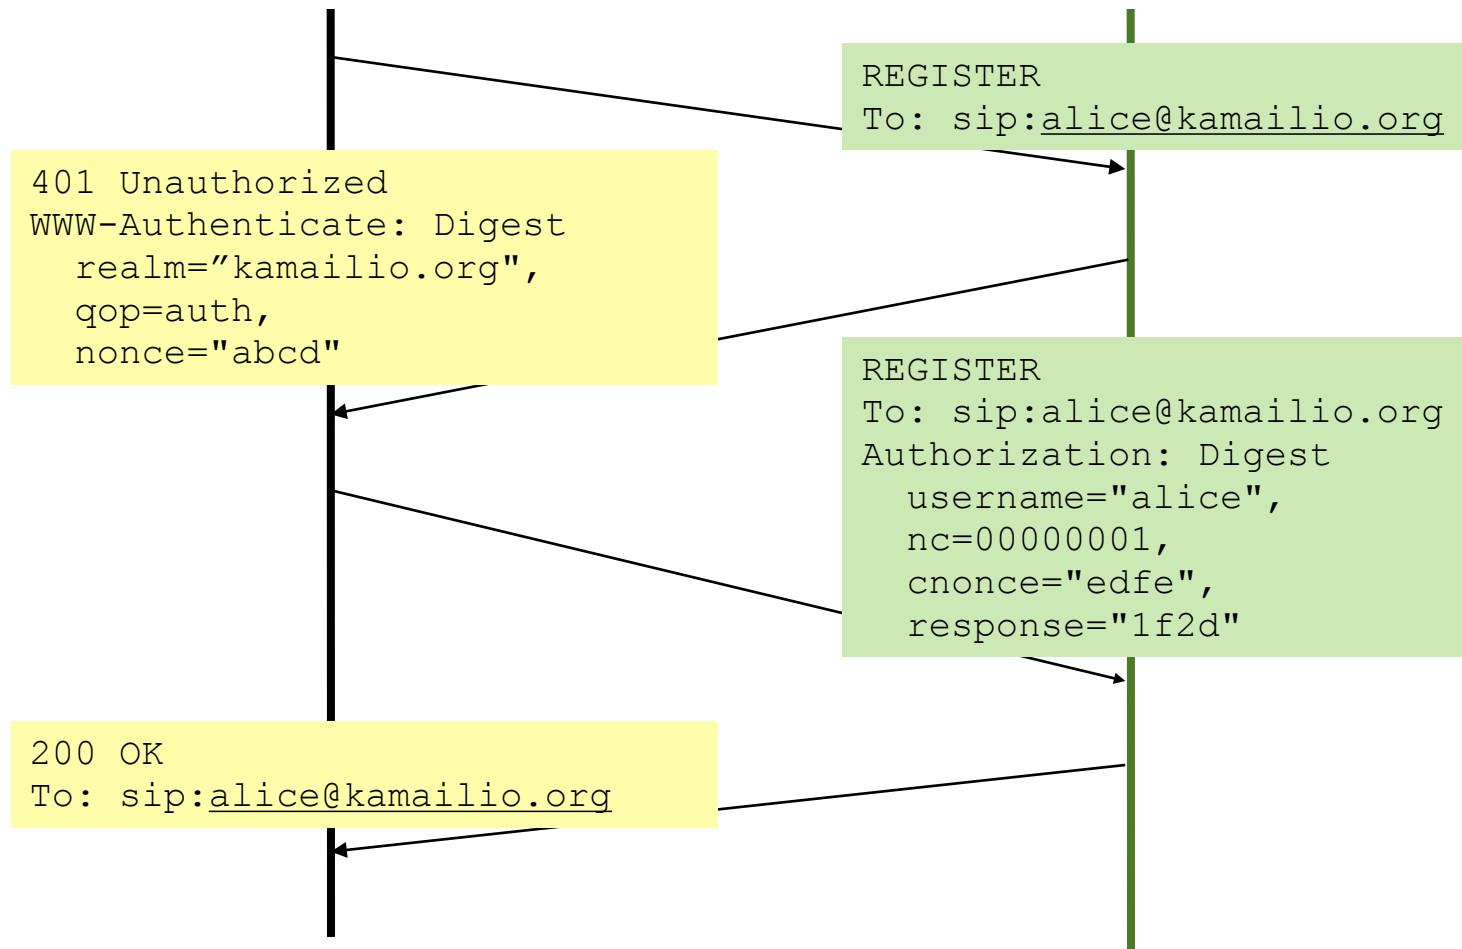 REGISTER
To: sip:alice@kamailio.org
401 Unauthorized
WWW-Authenticate: Digest
  realm=”kamailio.org",
  qop=auth,
  nonce="abcd"
REGISTER
To: sip:alice@kamailio.org
Authorization: Digest
  username="alice",
  nc=00000001,
  cnonce="edfe",
  response="1f2d"
200 OK
To: sip:alice@kamailio.org